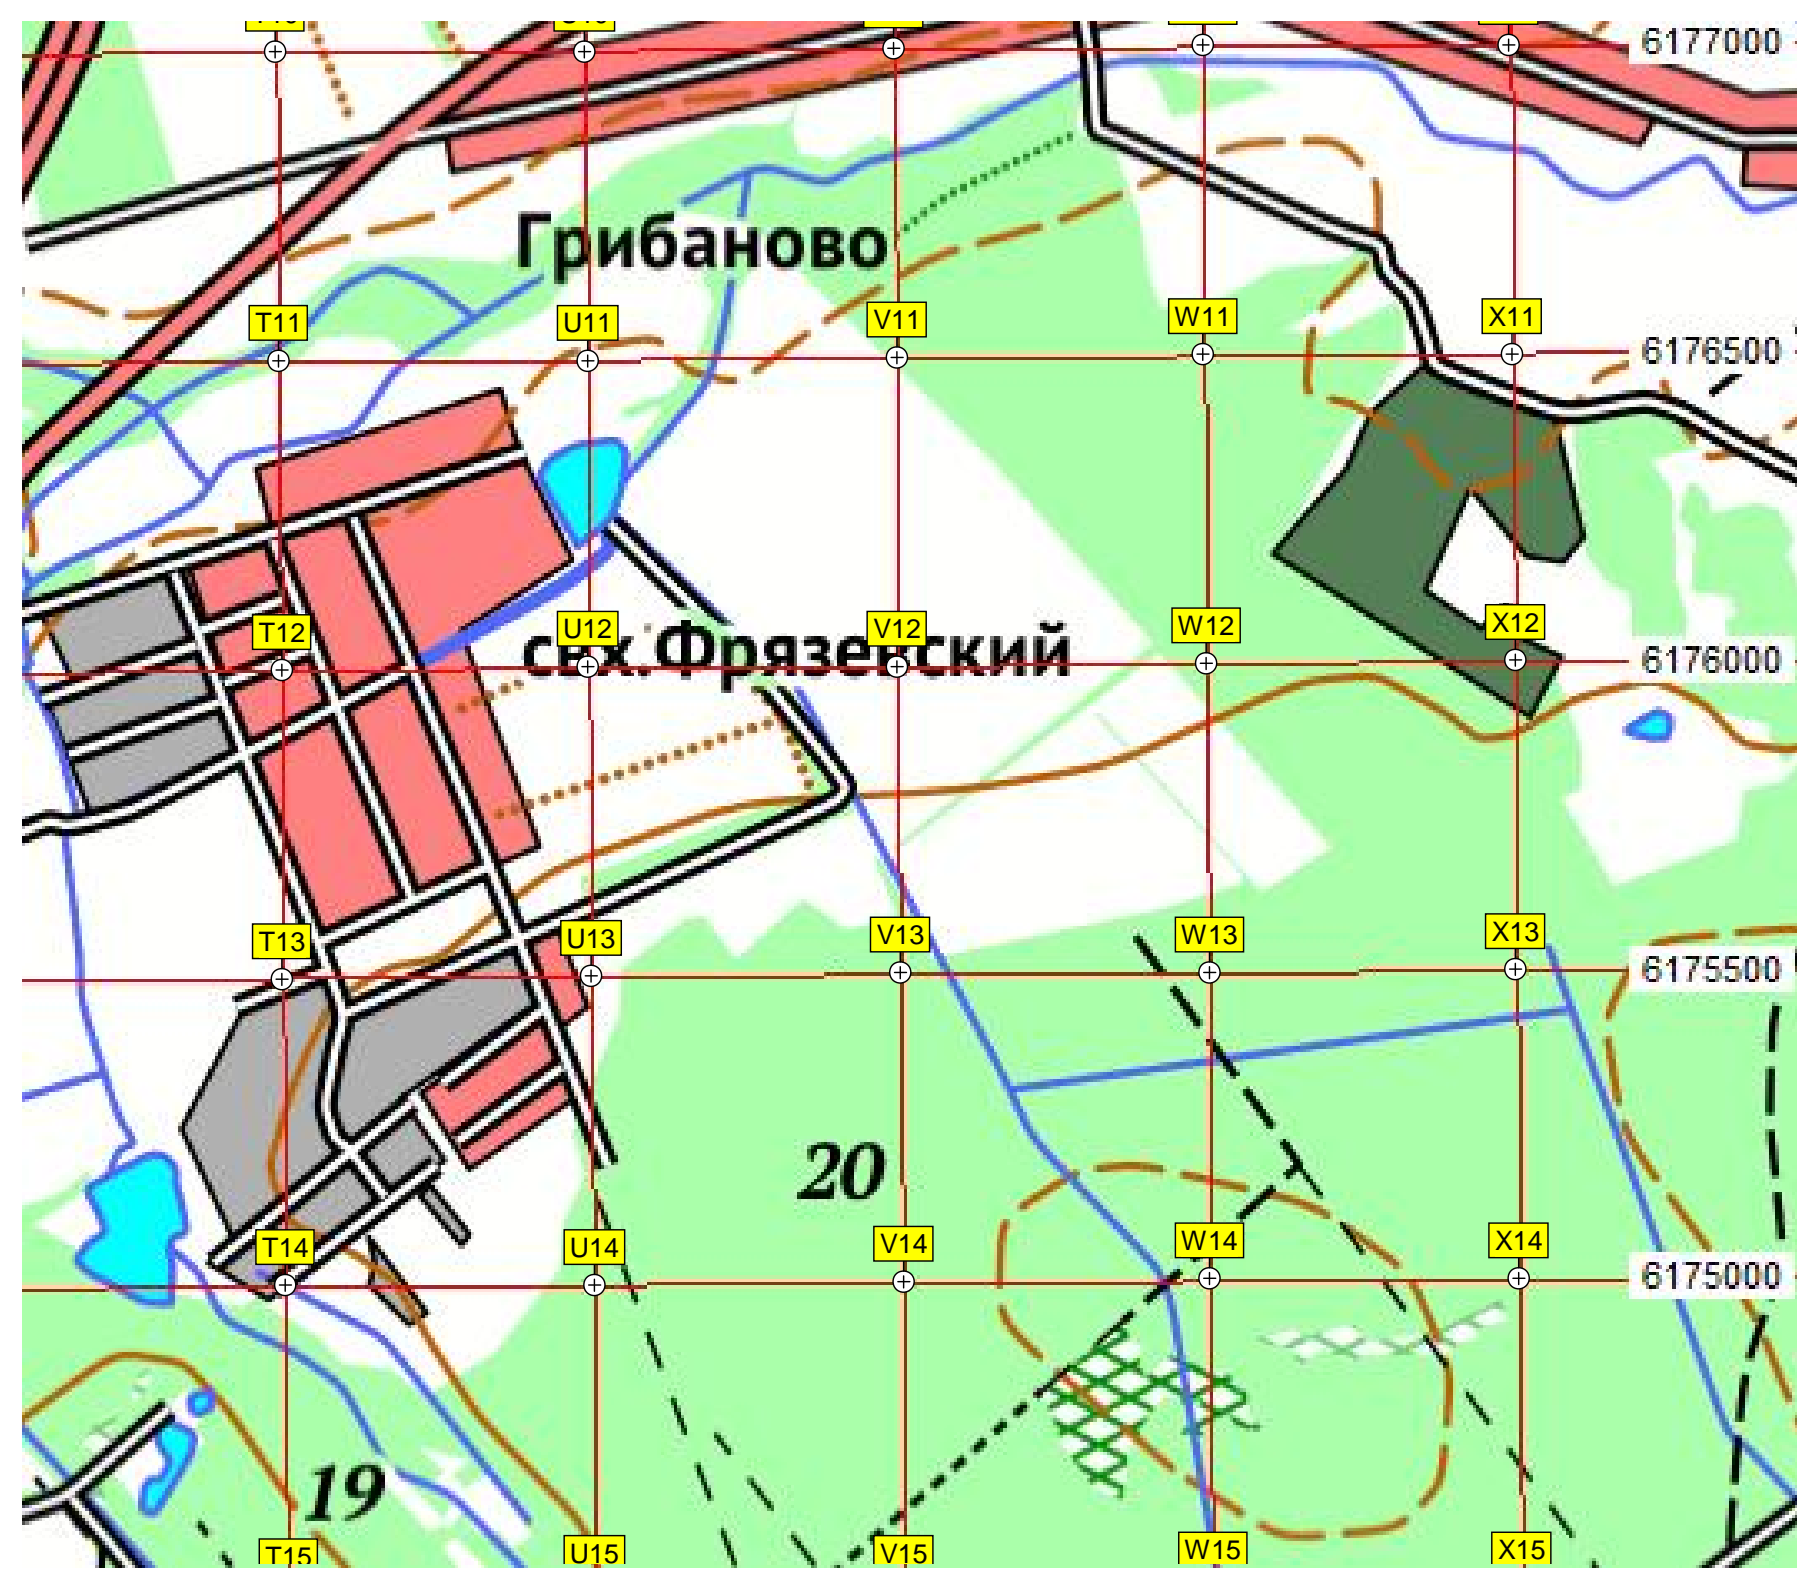 6177000
Грибаново
T11 U11 V11 W11 X11
6176500
T12 U12 V12 W12 X12
свх. Фрязевский
6176000
T13 U13 V13 W13 X13
6175500
20
T14 U14 V14 W14 X14
6175000
19
T15 U15 V15 W15 X15